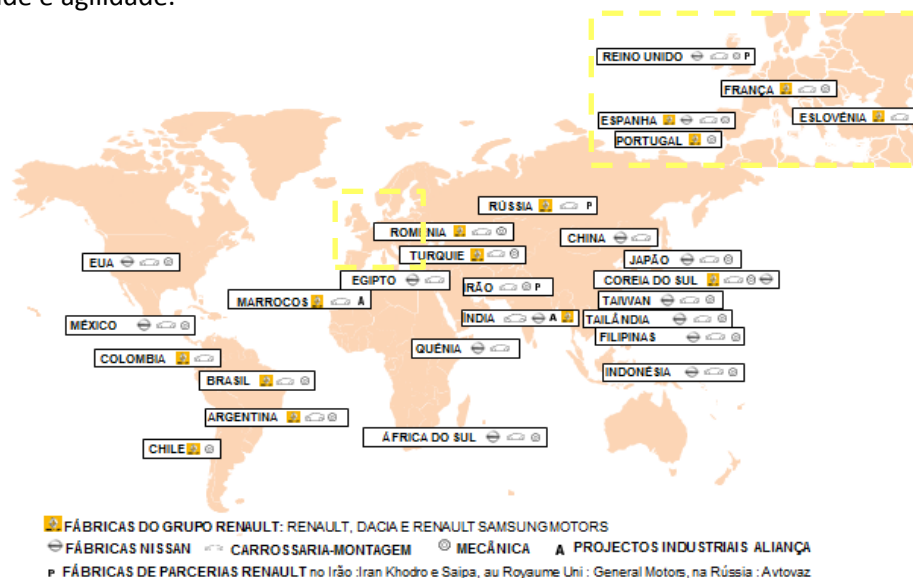 de e agilidade.
REINO UNIDO P
FRANÇA
ESPANHA
ESLOVÉNIA
PORTUGAL
RÚSSIA P
ROMÉNIA
CHINA
TURQUIE
EUA
JAPÃO
EGIPTO
IRÃO P
COREIA DO SUL
MARROCOS A
TAIWAN
ÍNDIA A
TAILÂNDIA
MÉXICO
FILIPINAS
QUÉNIA
COLOMBIA
INDONÉSIA
BRASIL
ARGENTINA
ÁFRICA DO SUL
CHILE
FÁBRICAS DO GRUPO RENAULT: RENAULT, DACIA E RENAULT SAMSUNG MOTORS
FÁBRICAS NISSAN CARROSSARIA-MONTAGEM MECÂNICA A PROJECTOS INDUSTRIAIS ALIANÇA
P FÁBRICAS DE PARCERIAS RENAULT no Irão :Iran Khodro e Saipa, au Royaume Uni : General Motors, na Rússia : Avtovaz